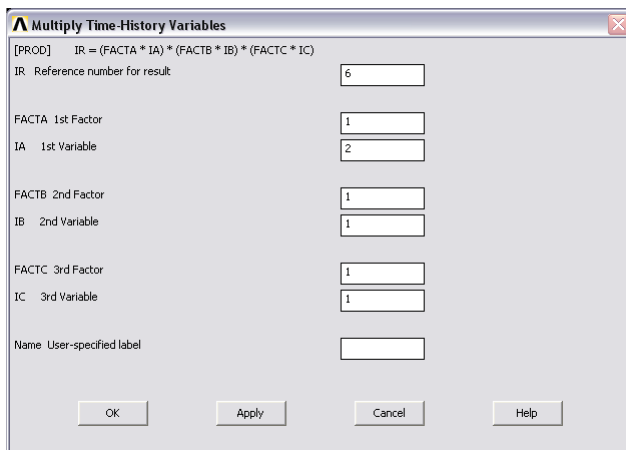 Multiply Time-History Variables
[PROD] IR = (FACTA * IA) * (FACTB * IB) * (FACTC * IC)
IR Reference number for result 6
FACTA 1st Factor 1
IA 1st Variable 2
FACTB 2nd Factor 1
IB 2nd Variable 1
FACTC 3rd Factor 1
IC 3rd Variable 1
Name User-specified label
OK Apply Cancel Help